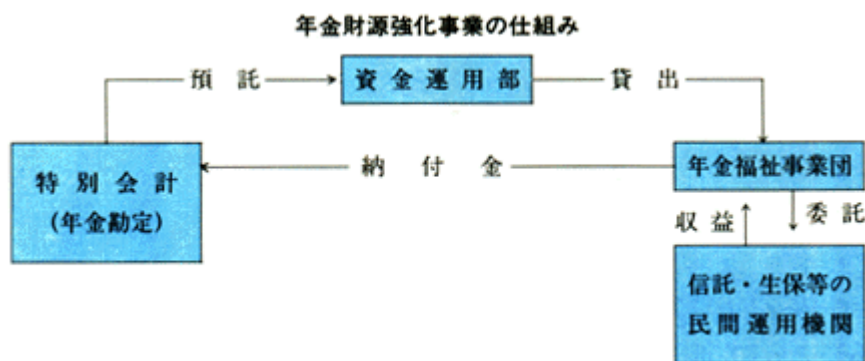 年金財源強化事業の仕組み
預託
資金運用部
貸出
特別会計
(年金勘定)
納付金
年金福祉事業団
収益
委託
信託・生保等の
民間運用機関